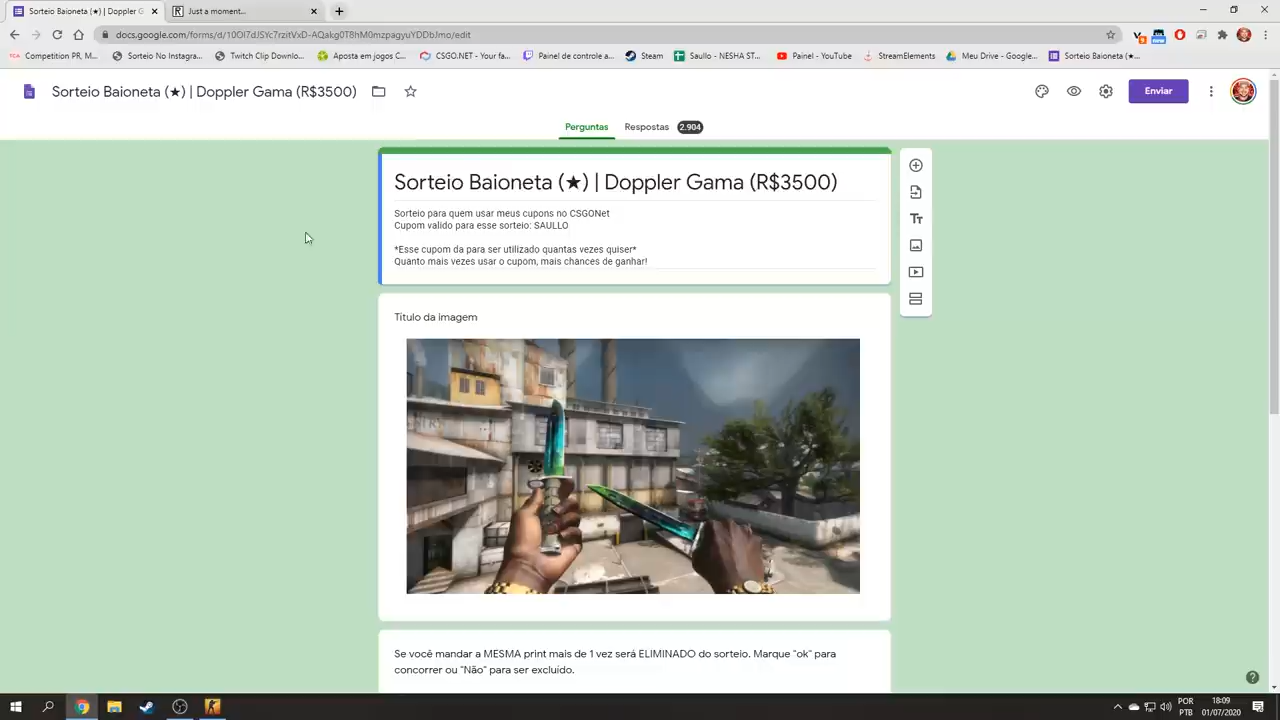 Sorteio Baioneta (★) | Doppler G
Just a moment...
docs.google.com/forms/d/10Ol7dJSYc7rzitVxD-AQakg0T8hM0mzpagyuYDDbJmo/edit
Competition PR, M...
Sorteio No Instagra...
Twitch Clip Downlo...
Aposta em jogos C...
CSGO.NET - Your fa...
Painel de controle -...
Steam
Saullo - NESHA ST...
Painel - YouTube
StreamElements
Meu Drive - Google...
Sorteio Baioneta (★...
Sorteio Baioneta (★) | Doppler Gama (R$3500)
Enviar
Perguntas
Respostas
2.904
Sorteio Baioneta (★) | Doppler Gama (R$3500)
Sorteio para quem usar meus cupons no CSGONet
Cupom valido para esse sorteio: SAULLO
*Esse cupom da para ser utilizado quantas vezes quiser*
Quanto mais vezes usar o cupom, mais chances de ganhar!
Título da imagem
Se você mandar a MESMA print mais de 1 vez será ELIMINADO do sorteio. Marque "ok" para
concorrer ou "Não" para ser excluído.
POR
PTB
18:09
01/07/2020